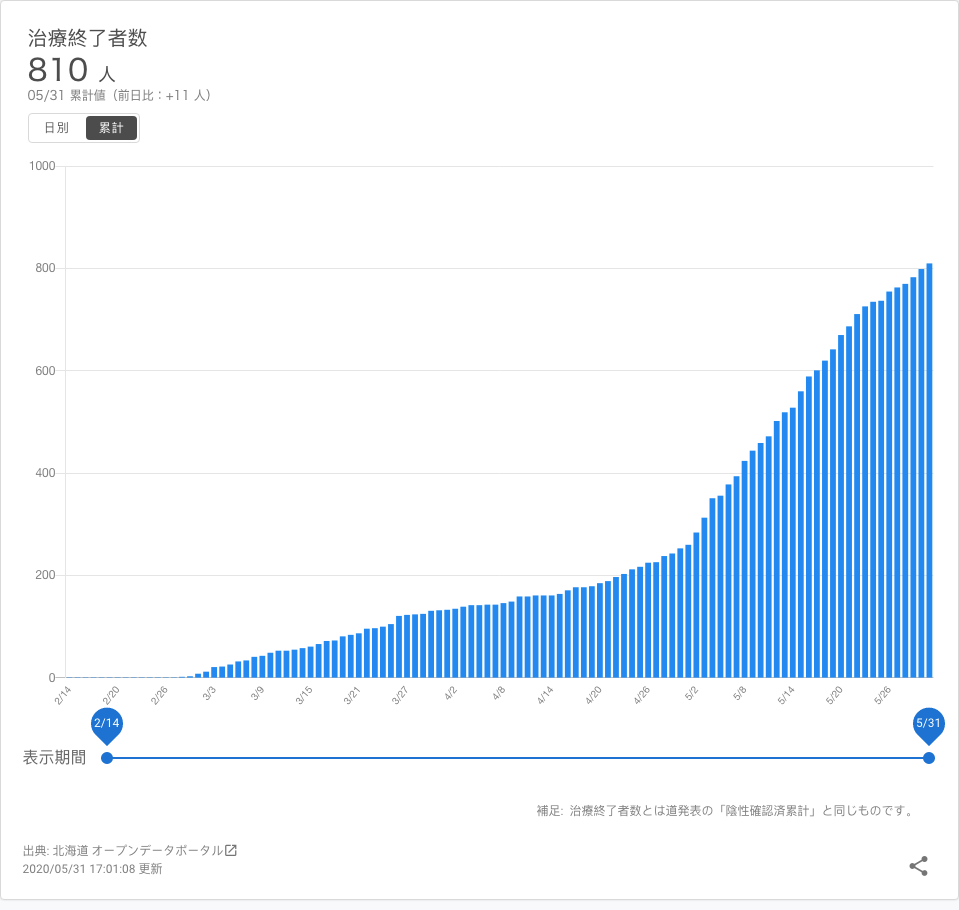 治療終了者数
810 人
05/31 累計値（前日比：+11 人）
日別 累計
1000
800
600
400
200
0
2/14 2/20 2/26 3/3 3/9 3/15 3/21 3/27 4/2 4/8 4/14 4/20 4/26 5/2 5/8 5/14 5/20 5/26
2/14 5/31
表示期間
補足: 治療終了者数とは道発表の「陰性確認済累計」と同じものです。
出典: 北海道 オープンデータポータル
2020/05/31 17:01:08 更新